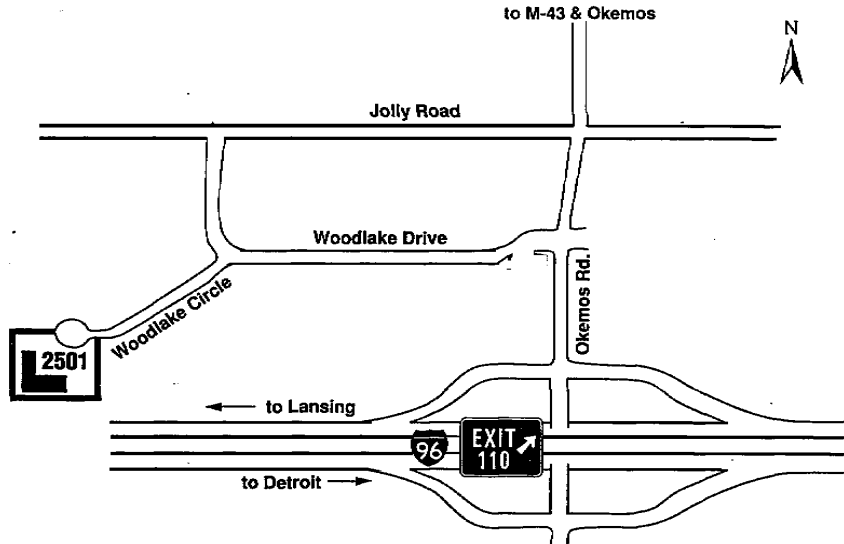 to M-43 & Okemos
N
Jolly Road
Woodlake Drive
Okemos Rd.
Woodlake Circle
2501
to Lansing
96
EXIT
110
to Detroit